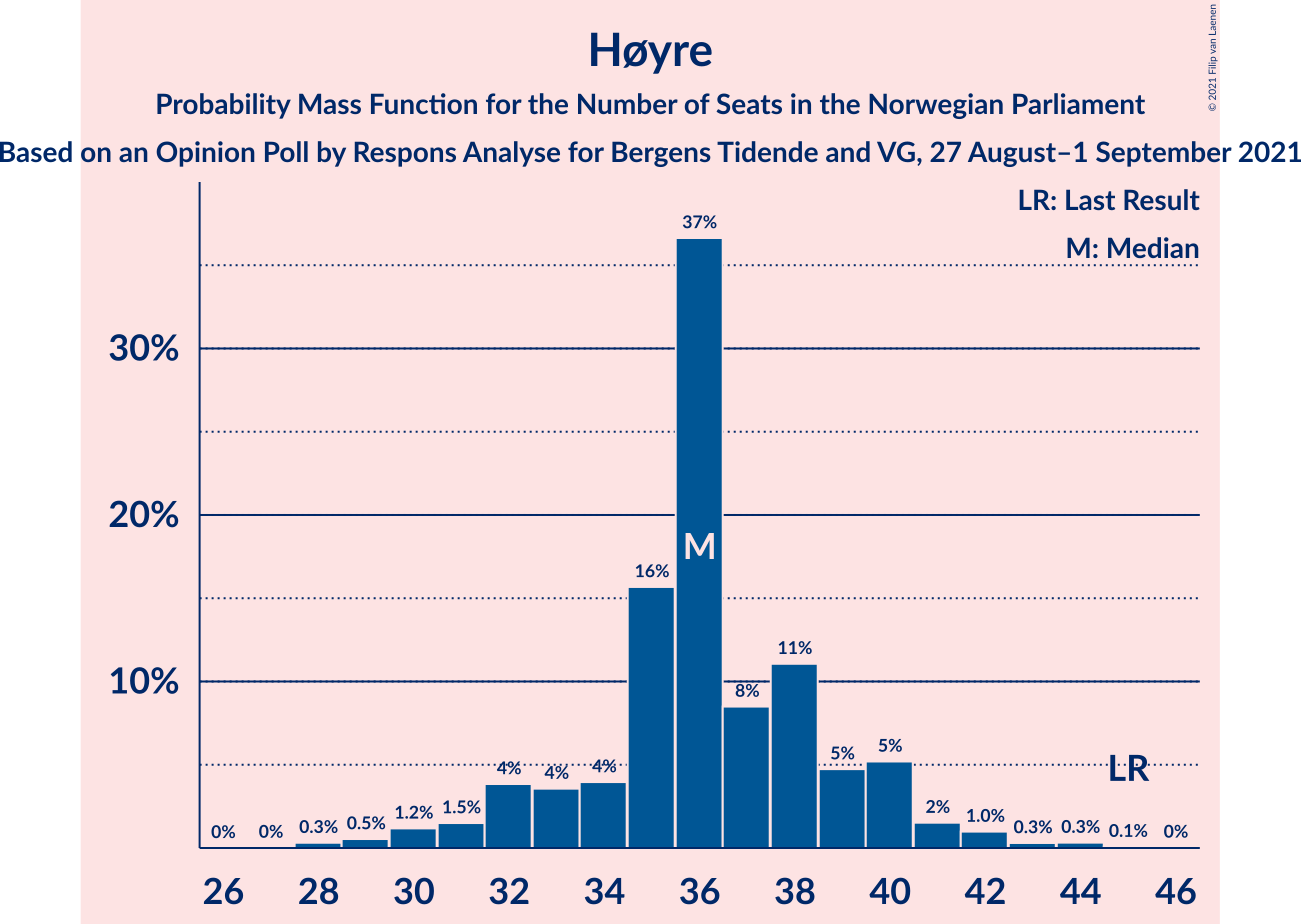 Høyre
© 2021 Filip van Laenen
Probability Mass Function for the Number of Seats in the Norwegian Parliament
Based on an Opinion Poll by Respons Analyse for Bergens Tidende and VG, 27 August–1 September 2021
LR: Last Result
M: Median
37%
30%
20%
M
16%
11%
10%
8%
5%
5%
LR
4%
4%
4%
0%
0%
0.3%
0.5%
1.2%
1.5%
2%
1.0%
0.3%
0.3%
0.1%
0%
26 28 30 32 34 36 38 40 42 44 46